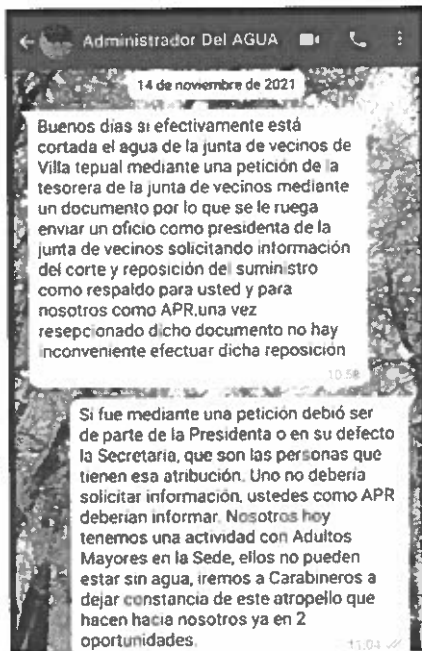 Administrador Del AGUA
14 de noviembre de 2021
Buenos días si efectivamente está
cortada el agua de la junta de vecinos de
Villa tepual mediante una petición de la
tesorera de la junta de vecinos mediante
un documento por lo que se le ruega
enviar un oficio como presidenta de la
junta de vecinos solicitando información
del corte y reposición del suministro
como respaldo para usted y para
nosotros como APR,una vez
resepcionado dicho documento no hay
inconveniente efectuar dicha reposición
10:58
Si fue mediante una petición debió ser
de parte de la Presidenta o en su defecto
la Secretaria, que son las personas que
tienen esa atribución. Uno no debería
solicitar información, ustedes como APR
deberían informar. Nosotros hoy
tenemos una actividad con Adultos
Mayores en la Sede, ellos no pueden
estar sin agua, iremos a Carabineros a
dejar constancia de este atropello que
hacen hacia nosotros ya en 2
oportunidades.
11:04